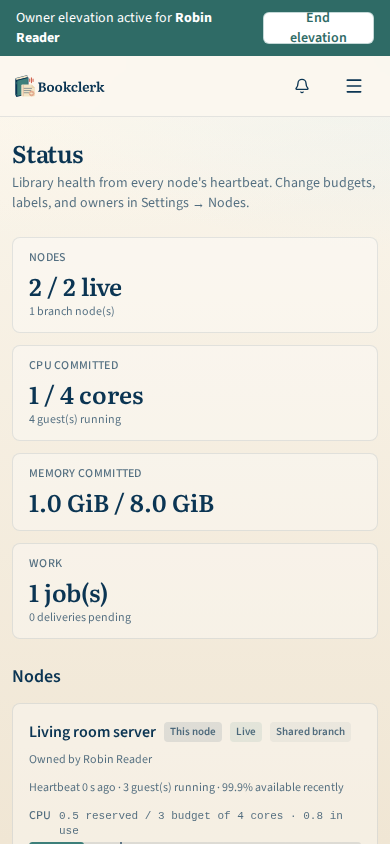 Owner elevation active for Robin
Reader
End
elevation
Bookclerk
Status
Library health from every node's heartbeat. Change budgets,
labels, and owners in Settings → Nodes.
NODES
2 / 2 live
1 branch node(s)
CPU COMMITTED
1 / 4 cores
4 guest(s) running
MEMORY COMMITTED
1.0 GiB / 8.0 GiB
WORK
1 job(s)
0 deliveries pending
Nodes
Living room server This node Live Shared branch
Owned by Robin Reader
Heartbeat 0 s ago · 3 guest(s) running · 99.9% available recently
CPU 0.5 reserved / 3 budget of 4 cores · 0.8 in
use